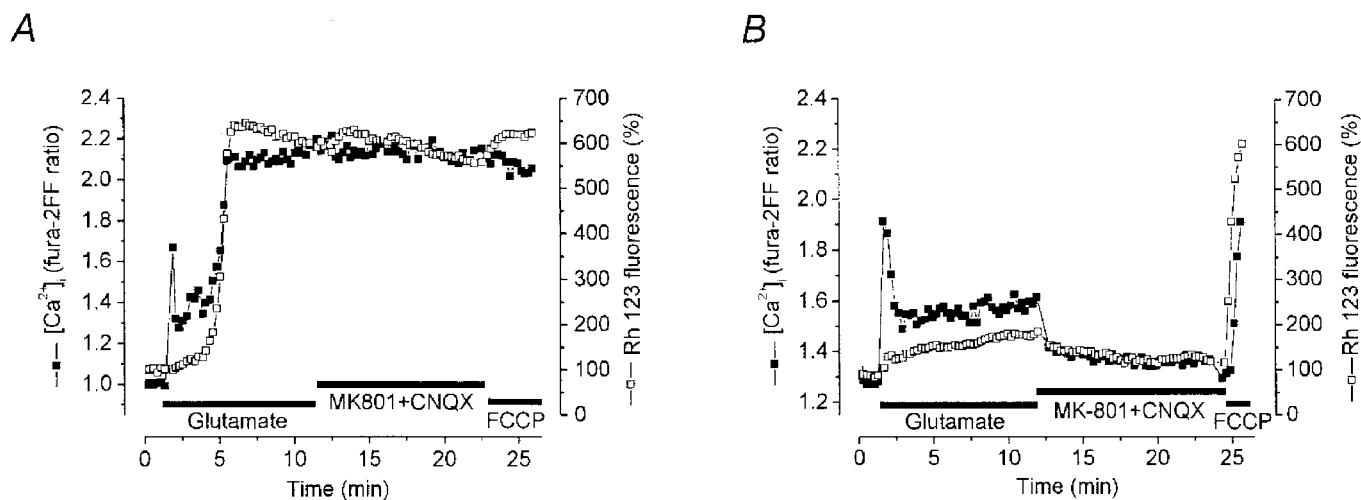 A
B
[Ca2+]i (fura-2FF ratio)
2.4
2.2
2.0
1.8
1.6
1.4
1.2
1.0
700
600
500
400
300
200
100
0
Rh 123 fluorescence (%)
Glutamate
MK801+CNQX
FCCP
0 5 10 15 20 25
Time (min)
[Ca2+]i (fura-2FF ratio)
2.4
2.2
2.0
1.8
1.6
1.4
1.2
700
600
500
400
300
200
100
0
Rh 123 fluorescence (%)
Glutamate
MK-801+CNQX
FCCP
0 5 10 15 20 25
Time (min)